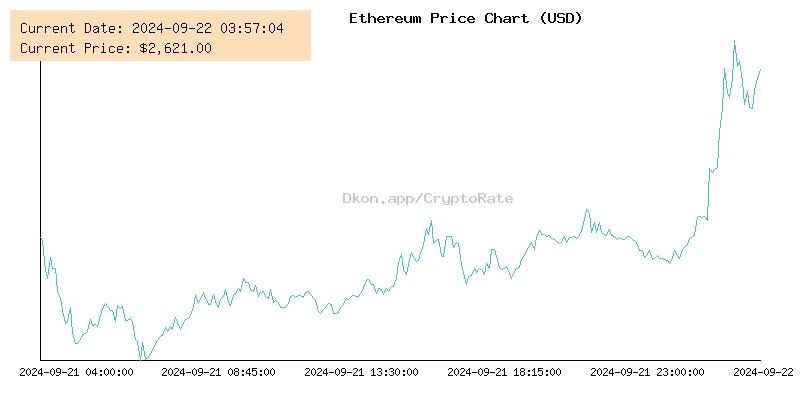 Ethereum Price Chart (USD)
Current Date: 2024-09-22 03:57:04
Current Price: $2,621.00
Dkon.app/CryptoRate
2024-09-21 04:00:00 2024-09-21 08:45:00 2024-09-21 13:30:00 2024-09-21 18:15:00 2024-09-21 23:00:00 2024-09-22